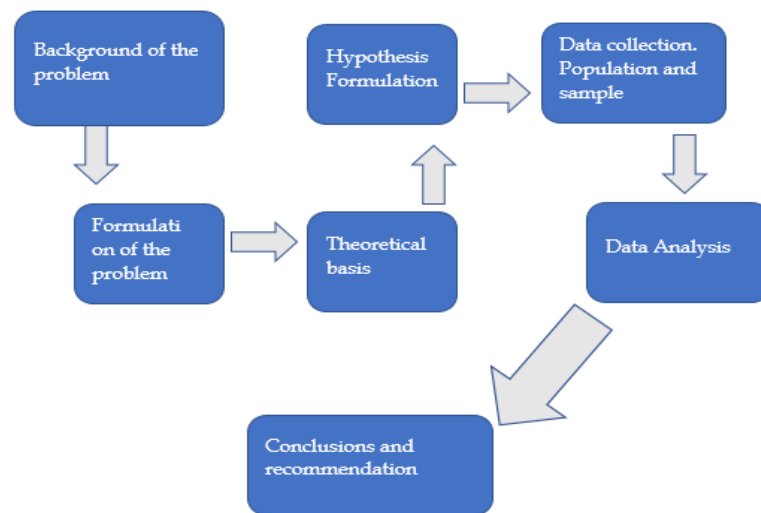 Background of the
problem
Formulati
on of the
problem
Theoretical
basis
Hypothesis
Formulation
Data collection.
Population and
sample
Data Analysis
Conclusions and
recommendation